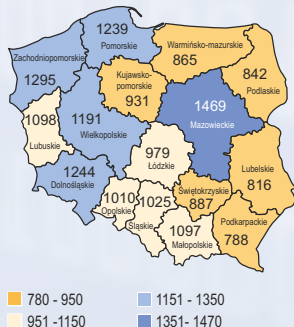 1239
Pomorskie
Warmińsko-mazurskie
865
Zachodniopomorskie
1295
842
Podlaskie
Kujawsko-
pomorskie
931
1469
Mazowieckie
1098
Lubuskie
1191
Wielkopolskie
979
Łódzkie
1244
Dolnośląskie
Lubelskie
816
1010
Opolskie
1025
Śląskie
Świętokrzyskie
887
Podkarpackie
788
1097
Małopolskie
780 - 950
951 -1150
1151 - 1350
1351- 1470